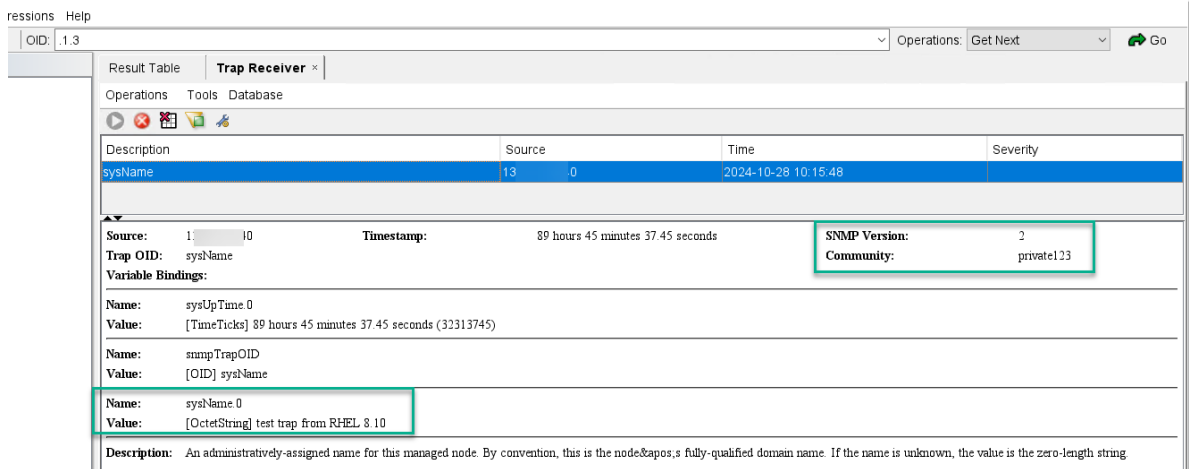 ressions Help
OID: .1.3 Operations: Get Next Go
Result Table Trap Receiver ×
Operations Tools Database
Description Source Time Severity
sysName 13 .0 2024-10-28 10:15:48
Source: 1 40 Timestamp: 89 hours 45 minutes 37.45 seconds SNMP Version: 2
Trap OID: sysName Community: private123
Variable Bindings:
Name: sysUpTime.0
Value: [TimeTicks] 89 hours 45 minutes 37.45 seconds (32313745)
Name: snmpTrapOID
Value: [OID] sysName
Name: sysName.0
Value: [OctetString] test trap from RHEL 8.10
Description: An administratively-assigned name for this managed node. By convention, this is the node&apos;s fully-qualified domain name. If the name is unknown, the value is the zero-length string.